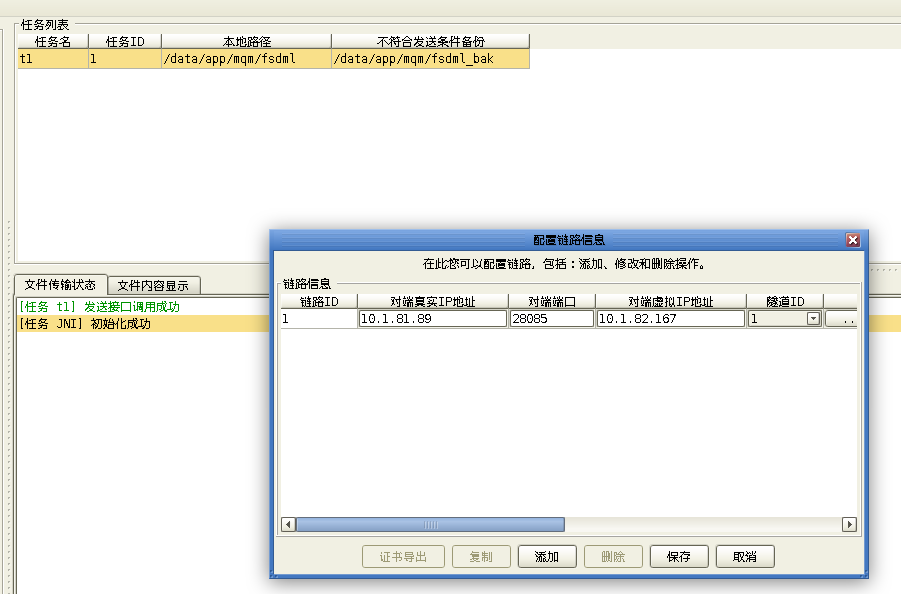 任务列表
任务名 任务ID 本地路径 不符合发送条件备份
t1 1 /data/app/mqm/fsdml /data/app/mqm/fsdml_bak
配置链路信息
在此您可以配置链路，包括：添加、修改和删除操作。
文件传输状态 文件内容显示
链路信息
[任务 t1] 发送接口调用成功
链路ID 对端真实IP地址 对端端口 对端虚拟IP地址 隧道ID
[任务 JNI] 初始化成功
1 10.1.81.89 28085 10.1.82.167 1 ..
证书导出 复制 添加 删除 保存 取消